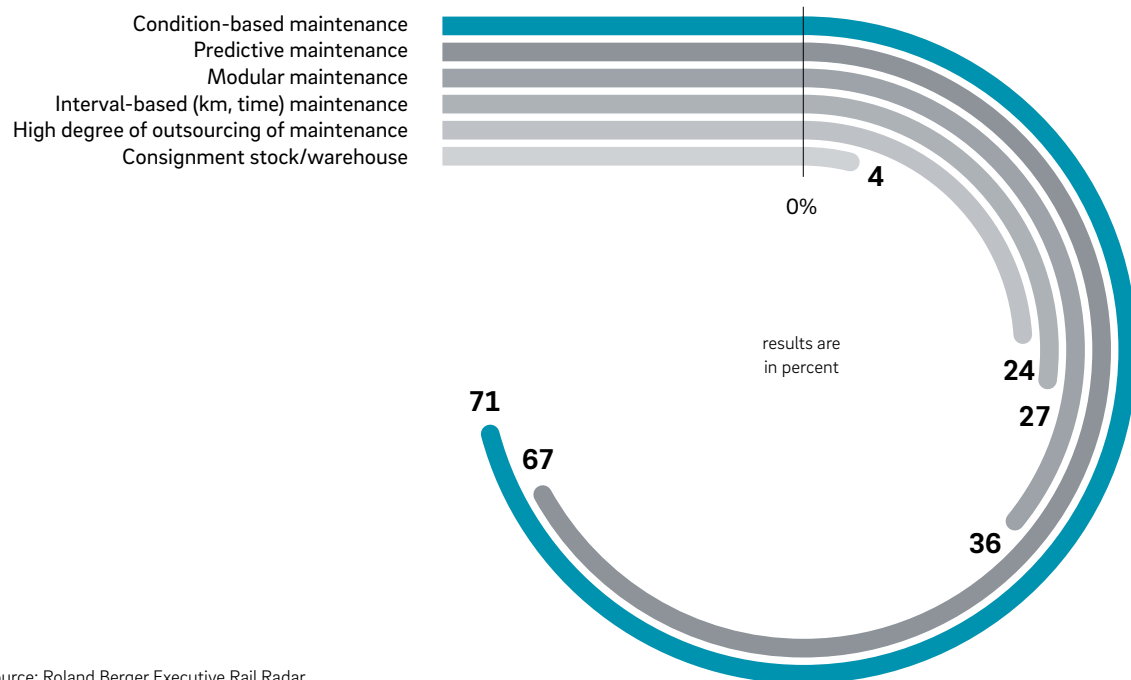 Condition-based maintenance
Predictive maintenance
Modular maintenance
Interval-based (km, time) maintenance
High degree of outsourcing of maintenance
Consignment stock/warehouse
4
0%
results are
in percent
24
27
71
67
36
Roland Berger Executive Rail Radar